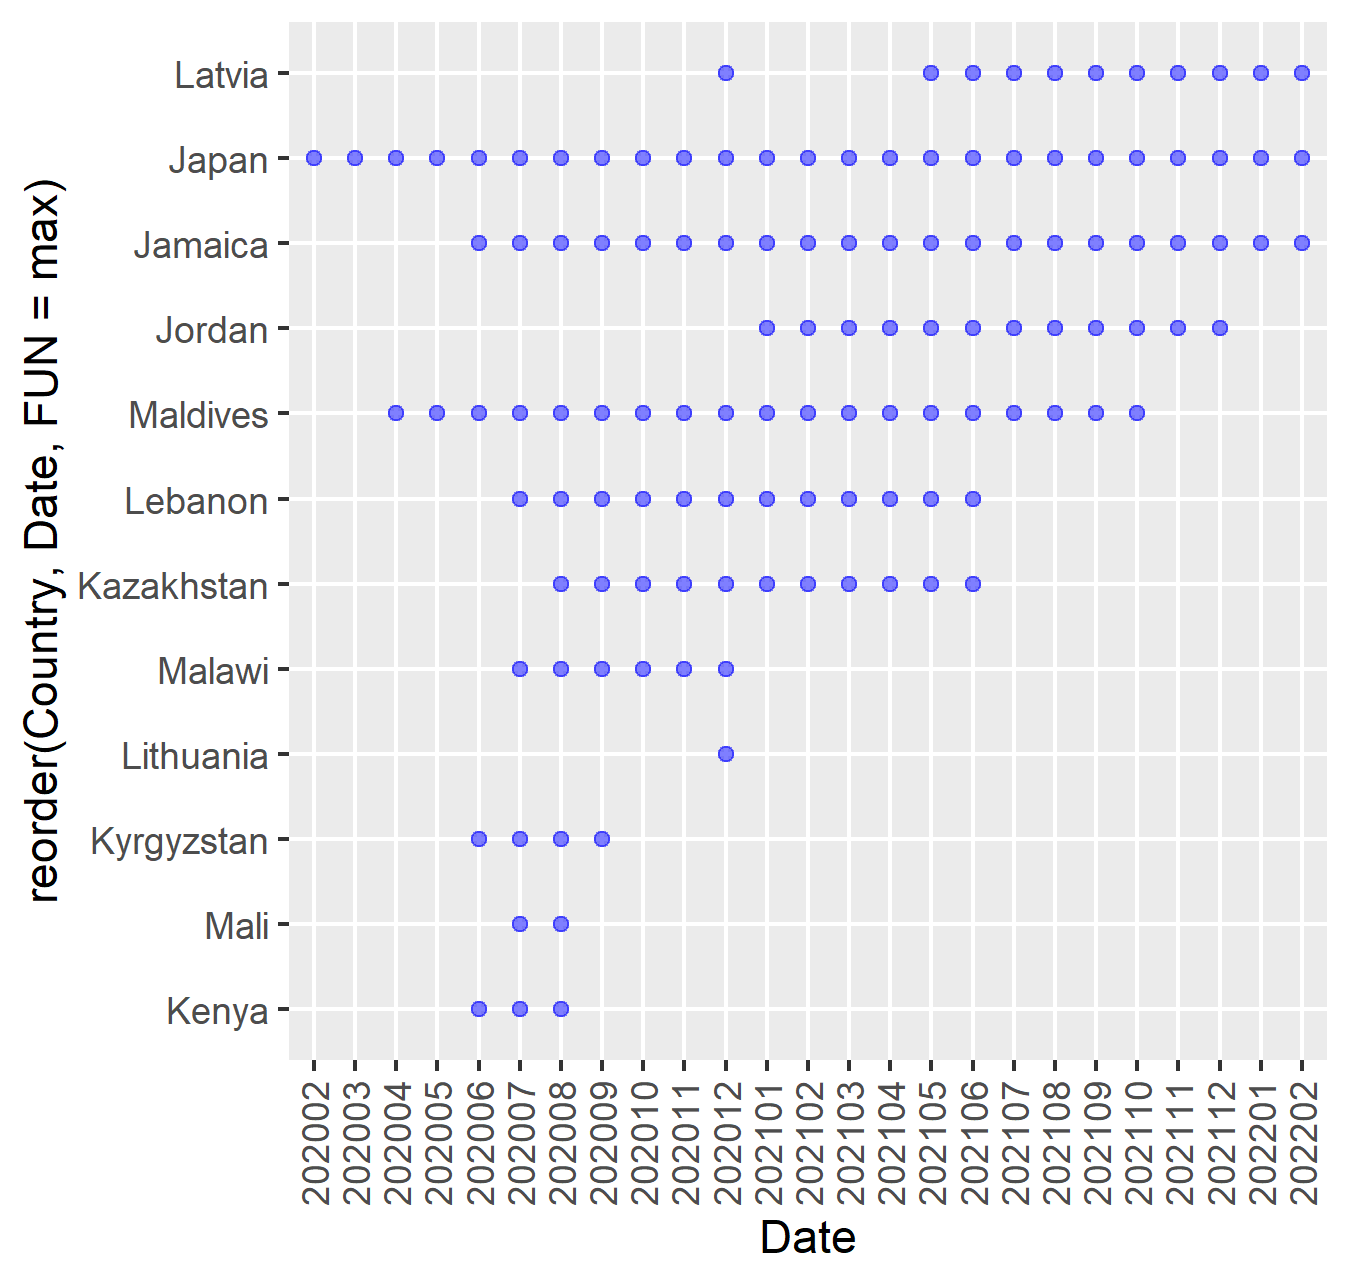 reorder(Country, Date, FUN = max)
Latvia
Japan
Jamaica
Jordan
Maldives
Lebanon
Kazakhstan
Malawi
Lithuania
Kyrgyzstan
Mali
Kenya
202002
202003
202004
202005
202006
202007
202008
202009
202010
202011
202012
202101
202102
202103
202104
202105
202106
202107
202108
202109
202110
202111
202112
202201
202202
Date